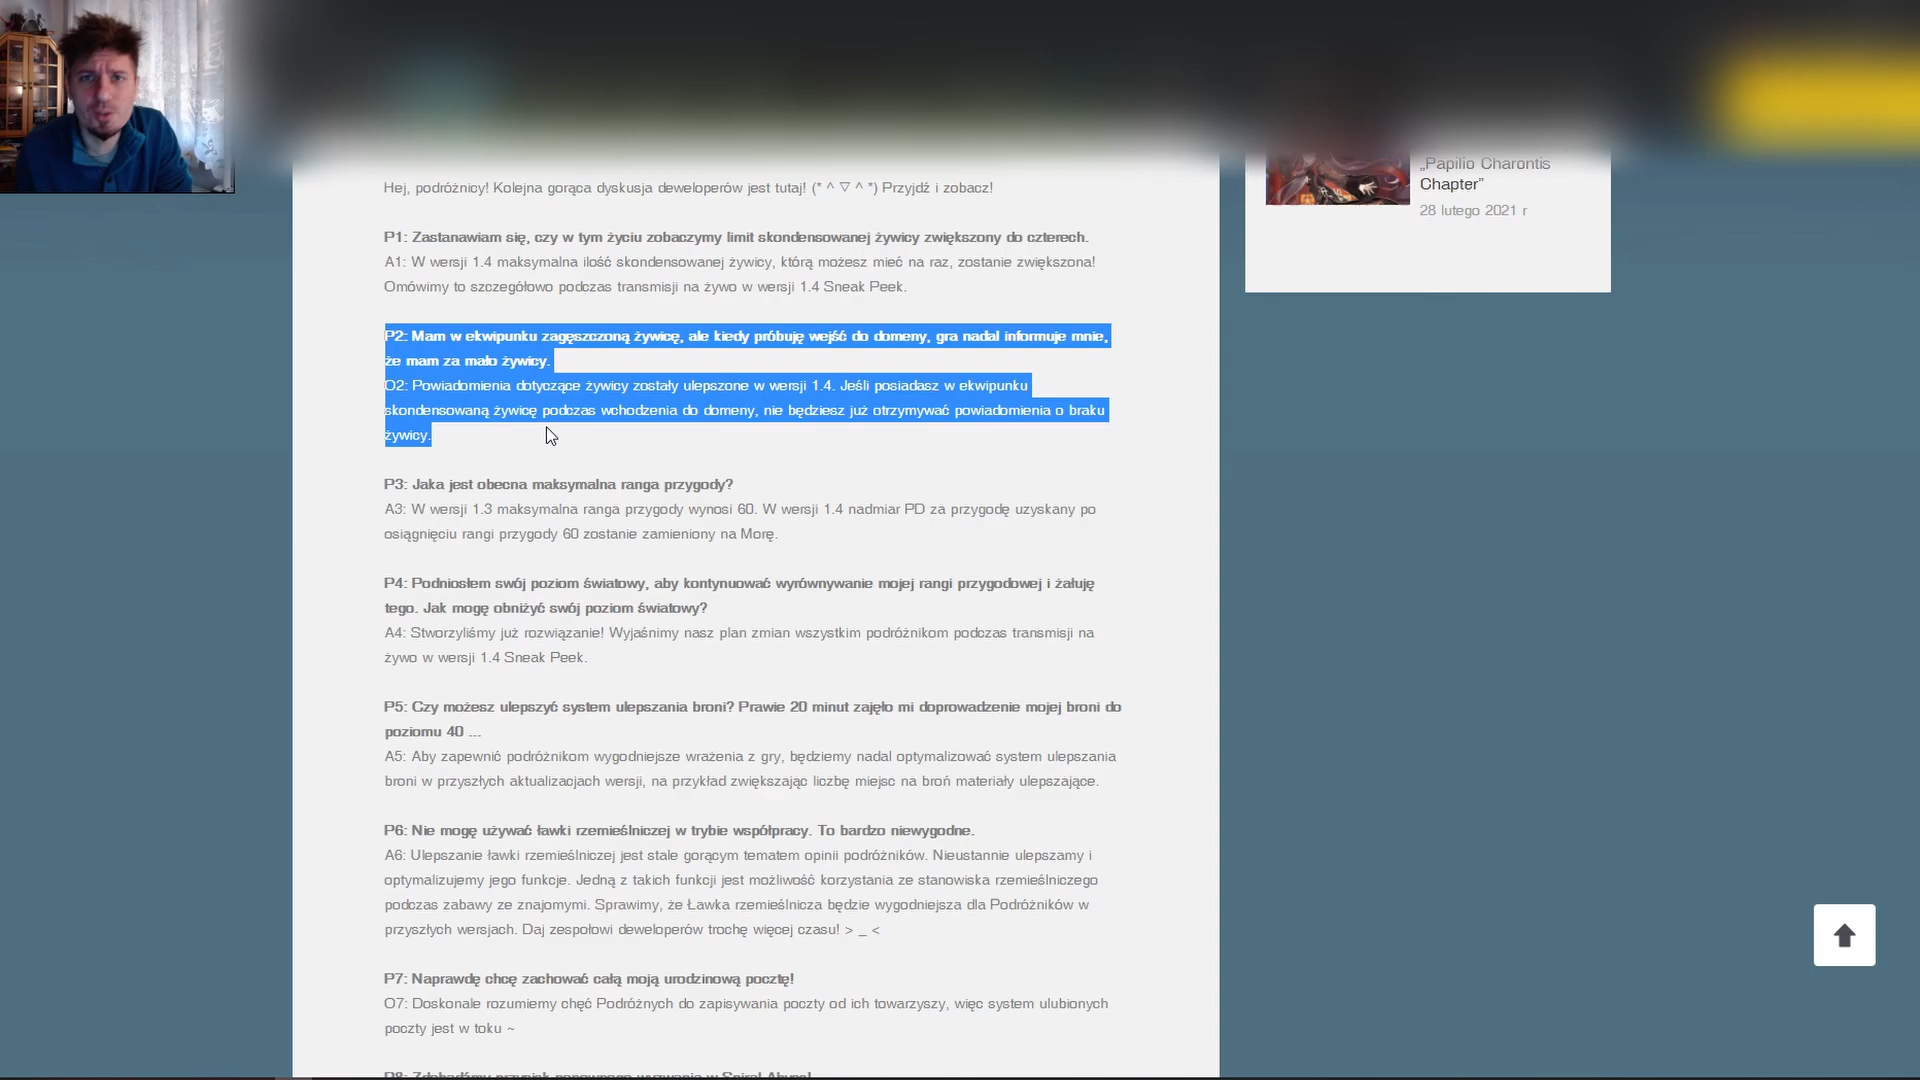 Hej, podróżnicy! Kolejna gorąca dyskusja deweloperów jest tutaj! (* ^ ▽ ^ *) Przyjdź i zobacz!
P1: Zastanawiam się, czy w tym życiu zobaczymy limit skondensowanej żywicy zwiększony do czterech.
A1: W wersji 1.4 maksymalna ilość skondensowanej żywicy, którą możesz mieć na raz, zostanie zwiększona!
Omówimy to szczegółowo podczas transmisji na żywo w wersji 1.4 Sneak Peek.
P2: Mam w ekwipunku zagęszczoną żywicę, ale kiedy próbuję wejść do domeny, gra nadal informuje mnie,
że mam za mało żywicy.
O2: Powiadomienia dotyczące żywicy zostały ulepszone w wersji 1.4. Jeśli posiadasz w ekwipunku
skondensowaną żywicę podczas wchodzenia do domeny, nie będziesz już otrzymywać powiadomienia o braku
żywicy.
P3: Jaka jest obecna maksymalna ranga przygody?
A3: W wersji 1.3 maksymalna ranga przygody wynosi 60. W wersji 1.4 nadmiar PD za przygodę uzyskany po
osiągnięciu rangi przygody 60 zostanie zamieniony na Morę.
P4: Podniosłem swój poziom światowy, aby kontynuować wyrównywanie mojej rangi przygodowej i żałuję
tego. Jak mogę obniżyć swój poziom światowy?
A4: Stworzyliśmy już rozwiązanie! Wyjaśnimy nasz plan zmian wszystkim podróżnikom podczas transmisji na
żywo w wersji 1.4 Sneak Peek.
P5: Czy możesz ulepszyć system ulepszania broni? Prawie 20 minut zajęło mi doprowadzenie mojej broni do
poziomu 40 ...
A5: Aby zapewnić podróżnikom wygodniejsze wrażenia z gry, będziemy nadal optymalizować system ulepszania
broni w przyszłych aktualizacjach wersji, na przykład zwiększając liczbę miejsc na broń materiały ulepszające.
P6: Nie mogę używać ławki rzemieślniczej w trybie współpracy. To bardzo niewygodne.
A6: Ulepszanie ławki rzemieślniczej jest stale gorącym tematem opinii podróżników. Nieustannie ulepszamy i
optymalizujemy jego funkcje. Jedną z takich funkcji jest możliwość korzystania ze stanowiska rzemieślniczego
podczas zabawy ze znajomymi. Sprawimy, że Ławka rzemieślnicza będzie wygodniejsza dla Podróżników w
przyszłych wersjach. Daj zespołowi deweloperów trochę więcej czasu! > _ <
P7: Naprawdę chcę zachować całą moją urodzinową pocztę!
O7: Doskonale rozumiemy chęć Podróżnych do zapisywania poczty od ich towarzyszy, więc system ulubionych
poczty jest w toku ~
„Papilio Charontis
Chapter”
28 lutego 2021 r